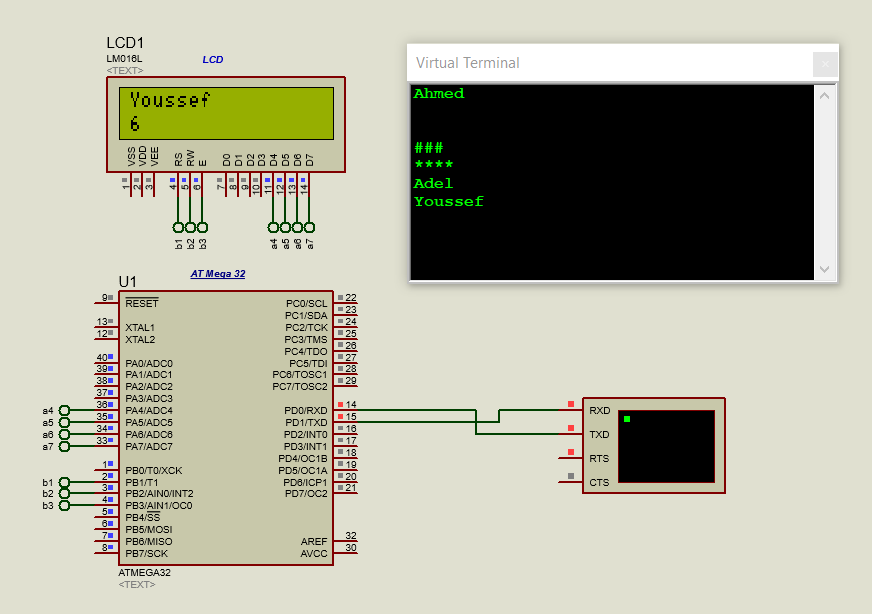 LCD1
LM016L
<TEXT>
LCD
Youssef
6
VSS VDD VEE RS RW E D0 D1 D2 D3 D4 D5 D6 D7
1 2 3 4 5 6 7 8 9 10 11 12 13 14
b1 b2 b3 a4 a5 a6 a7
Virtual Terminal
Ahmed
###
****
Adel
Youssef
U1
AT Mega 32
9 RESET PC0/SCL 22
PC1/SDA 23
13 XTAL1 PC2/TCK 24
12 XTAL2 PC3/TMS 25
PC4/TDO 26
40 PA0/ADC0 PC5/TDI 27
39 PA1/ADC1 PC6/TOSC1 28
38 PA2/ADC2 PC7/TOSC2 29
37 PA3/ADC3
a4 36 PA4/ADC4 PD0/RXD 14
a5 35 PA5/ADC5 PD1/TXD 15
a6 34 PA6/ADC6 PD2/INT0 16
a7 33 PA7/ADC7 PD3/INT1 17
PD4/OC1B 18
1 PB0/T0/XCK PD5/OC1A 19
b1 2 PB1/T1 PD6/ICP1 20
b2 3 PB2/AIN0/INT2 PD7/OC2 21
b3 4 PB3/AIN1/OC0
5 PB4/SS
6 PB5/MOSI
7 PB6/MISO AREF 32
8 PB7/SCK AVCC 30
ATMEGA32
<TEXT>
RXD
TXD
RTS
CTS